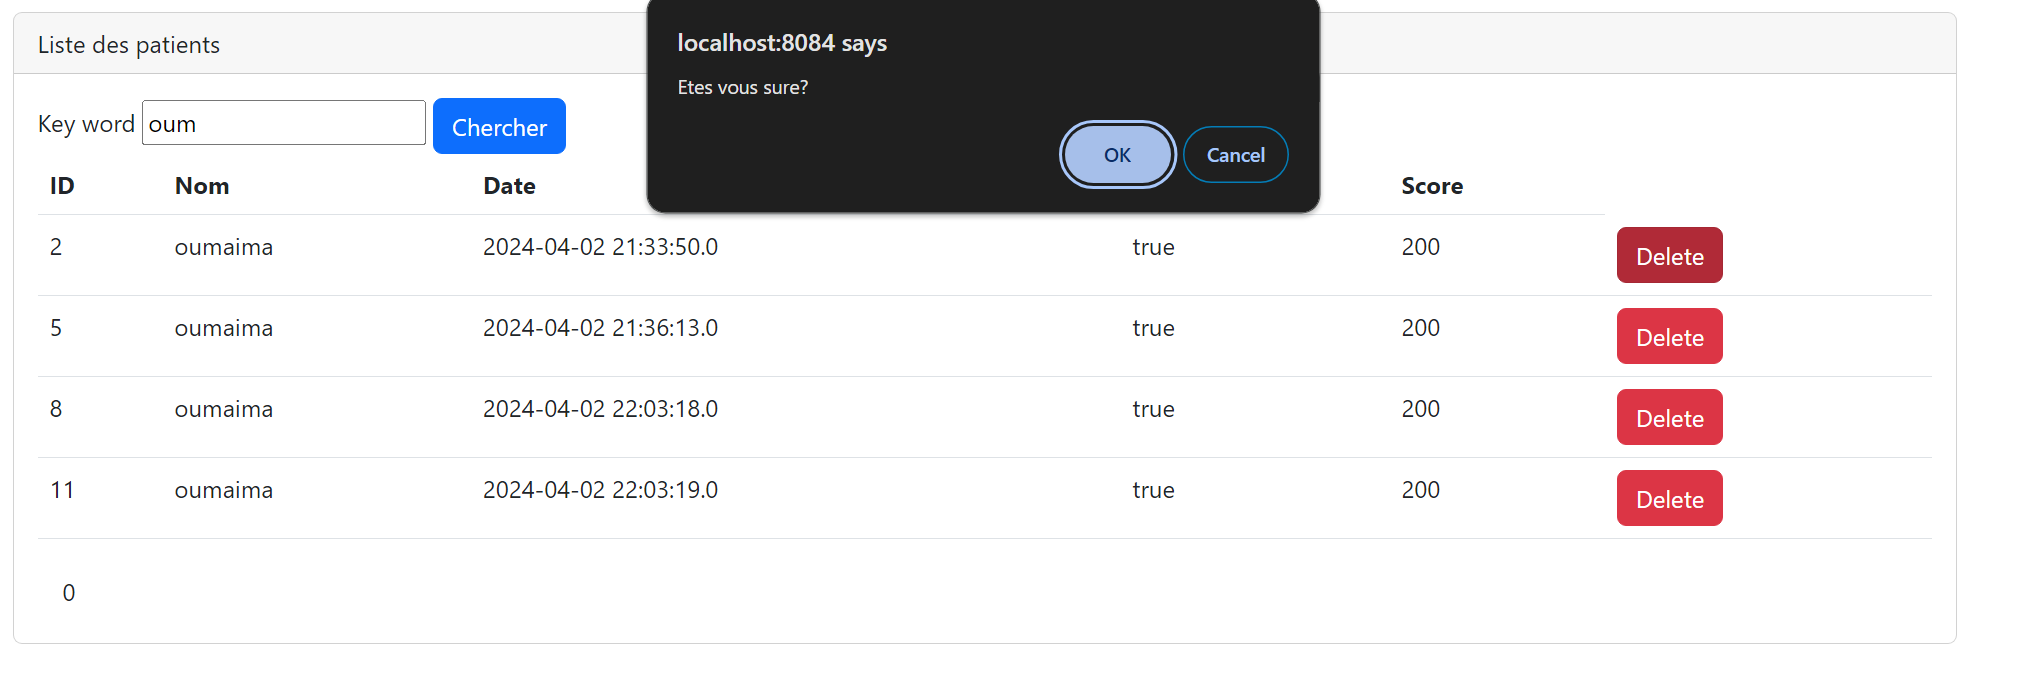 Liste des patients
localhost:8084 says
Etes vous sure?
OK Cancel
Key word oum Chercher
ID Nom Date Score
2 oumaima 2024-04-02 21:33:50.0 true 200 Delete
5 oumaima 2024-04-02 21:36:13.0 true 200 Delete
8 oumaima 2024-04-02 22:03:18.0 true 200 Delete
11 oumaima 2024-04-02 22:03:19.0 true 200 Delete
0